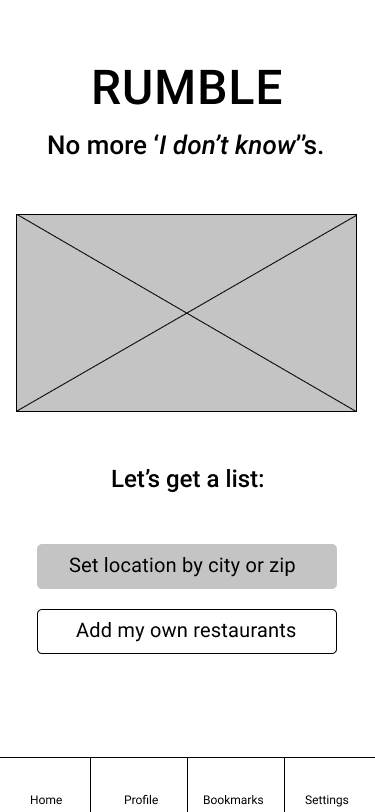 RUMBLE
No more ‘I don’t know’’s.
Let’s get a list:
Set location by city or zip
Add my own restaurants
Home Profile Bookmarks Settings